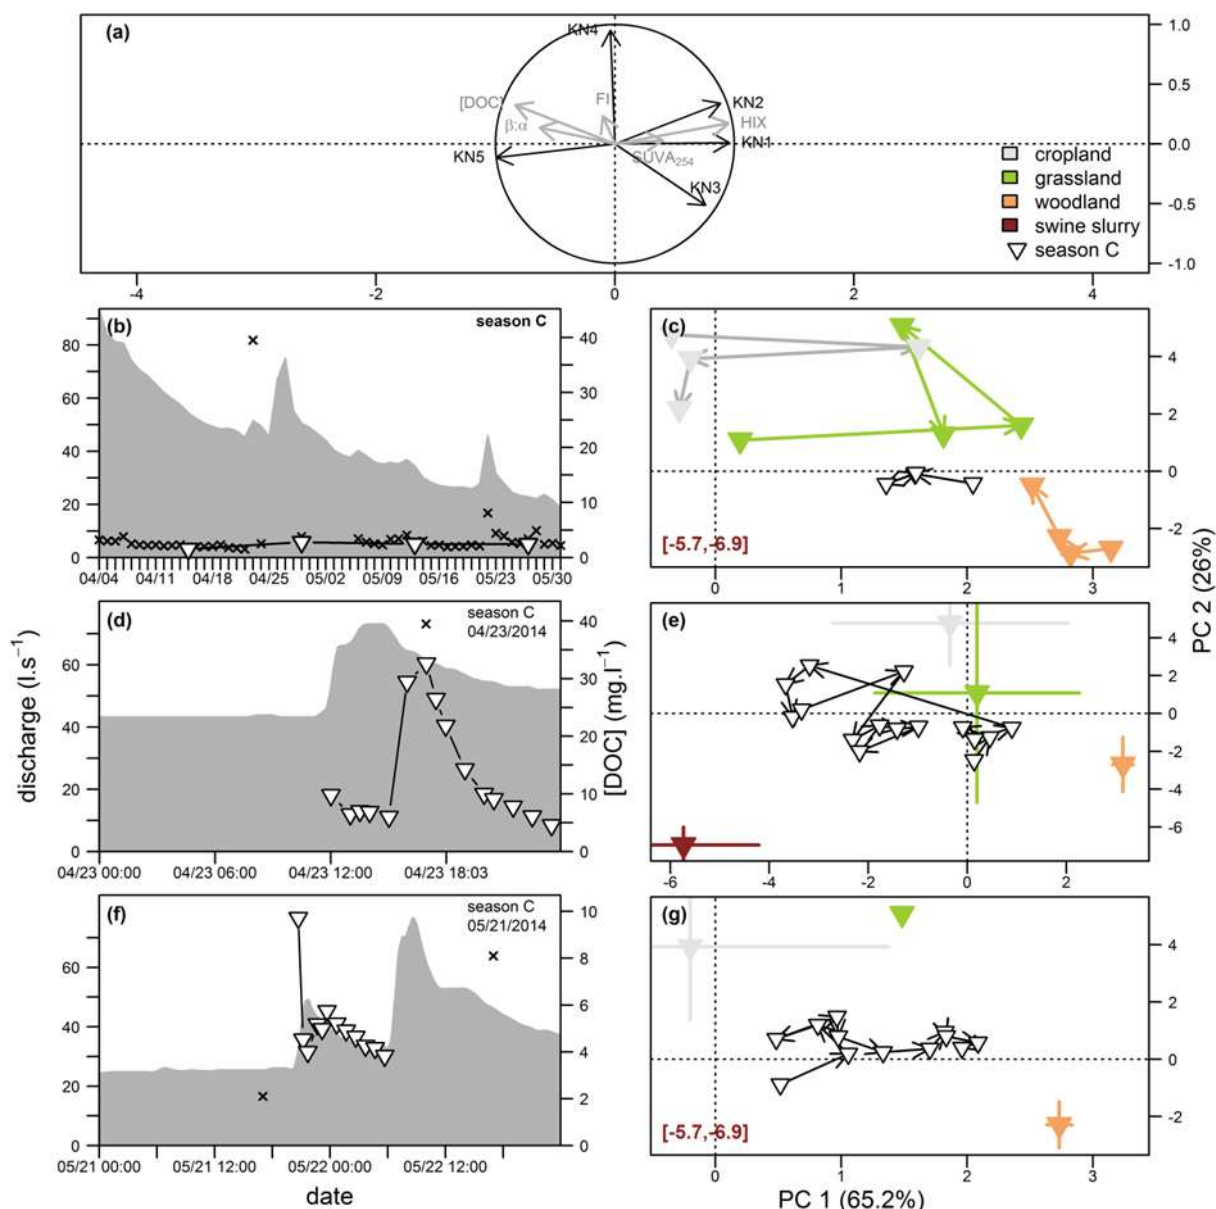 (a)
KN4
[DOC]
FI
β:α
KN2
HIX
KN1
KN5
SUVA254
KN3
1.0
0.5
0.0
-0.5
-1.0
cropland
grassland
woodland
swine slurry
season C
-4 -2 0 2 4
(b)
season C
80
60
40
20
0
40
30
20
10
0
04/04 04/11 04/18 04/25 05/02 05/09 05/16 05/23 05/30
(c)
[-5.7,-6.9]
4
2
0
-2
0 1 2 3
(d)
season C
04/23/2014
60
40
20
0
40
30
20
10
0
04/23 00:00 04/23 06:00 04/23 12:00 04/23 18:03
(e)
4
2
0
-2
-4
-6
-6 -4 -2 0 2
(f)
season C
05/21/2014
60
40
20
0
10
8
6
4
2
0
05/21 00:00 05/21 12:00 05/22 00:00 05/22 12:00
(g)
[-5.7,-6.9]
4
2
0
-2
0 1 2 3
discharge (l.s⁻¹)
[DOC] (mg.l⁻¹)
PC 2 (26%)
date
PC 1 (65.2%)